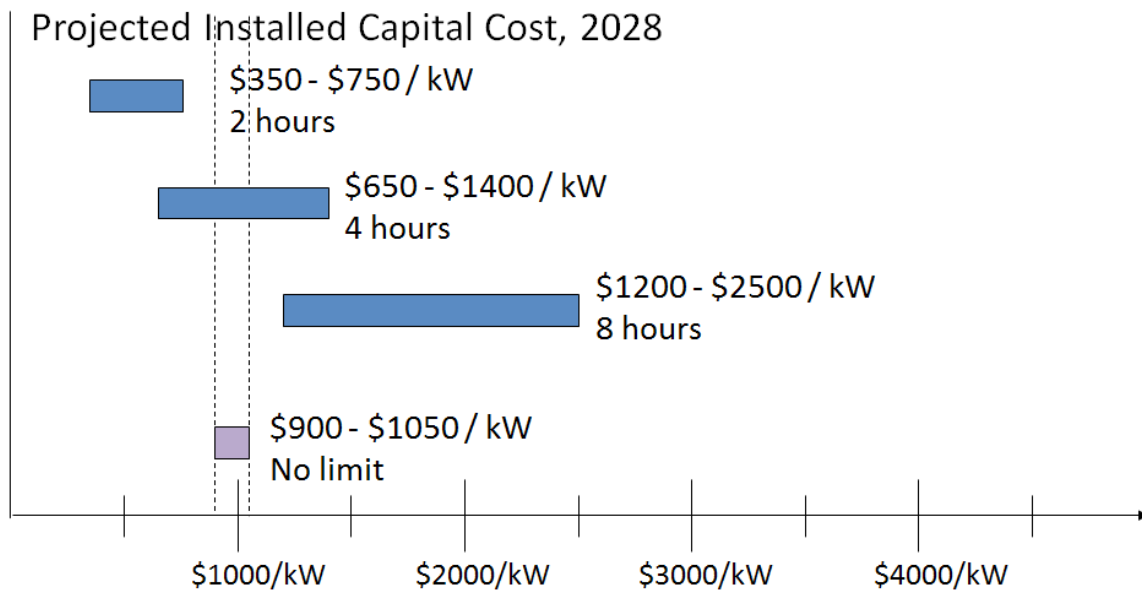 Projected Installed Capital Cost, 2028
$350 - $750 / kW
2 hours
$650 - $1400 / kW
4 hours
$1200 - $2500 / kW
8 hours
$900 - $1050 / kW
No limit
$1000/kW $2000/kW $3000/kW $4000/kW